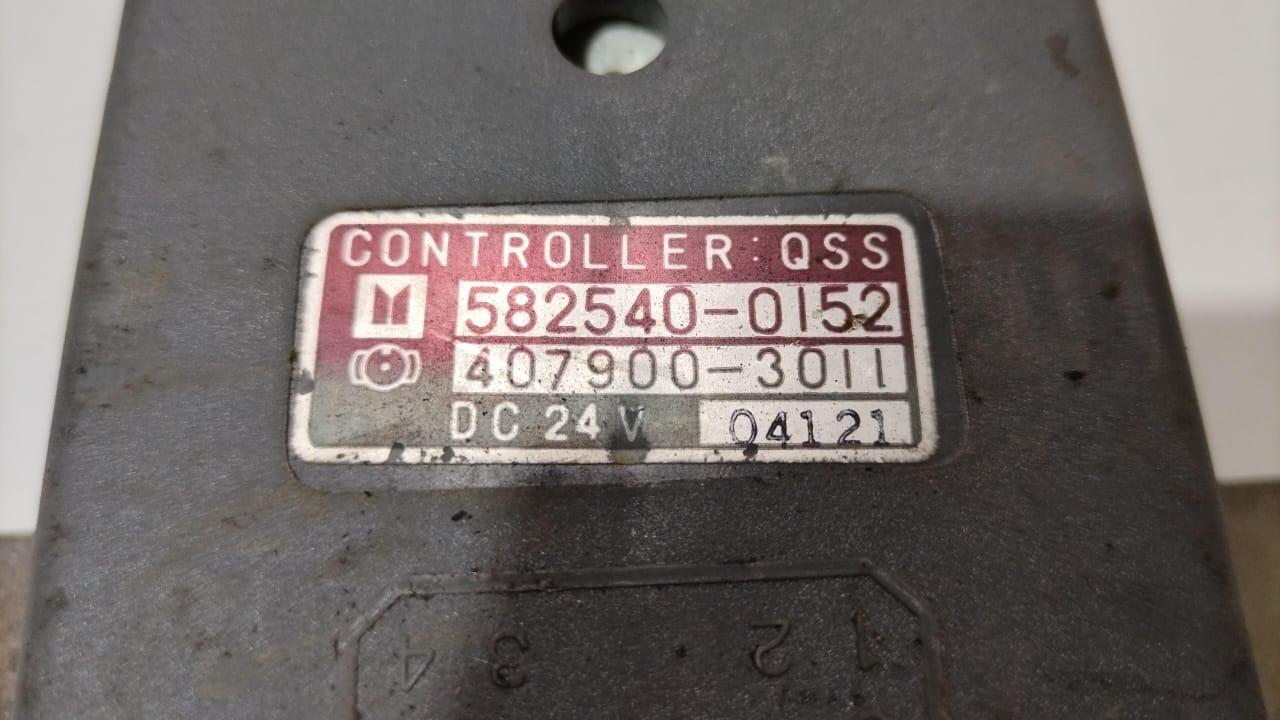 CONTROLLER: QSS
582540-0152
407900-3011
DC 24V 04121
4 3 2 1